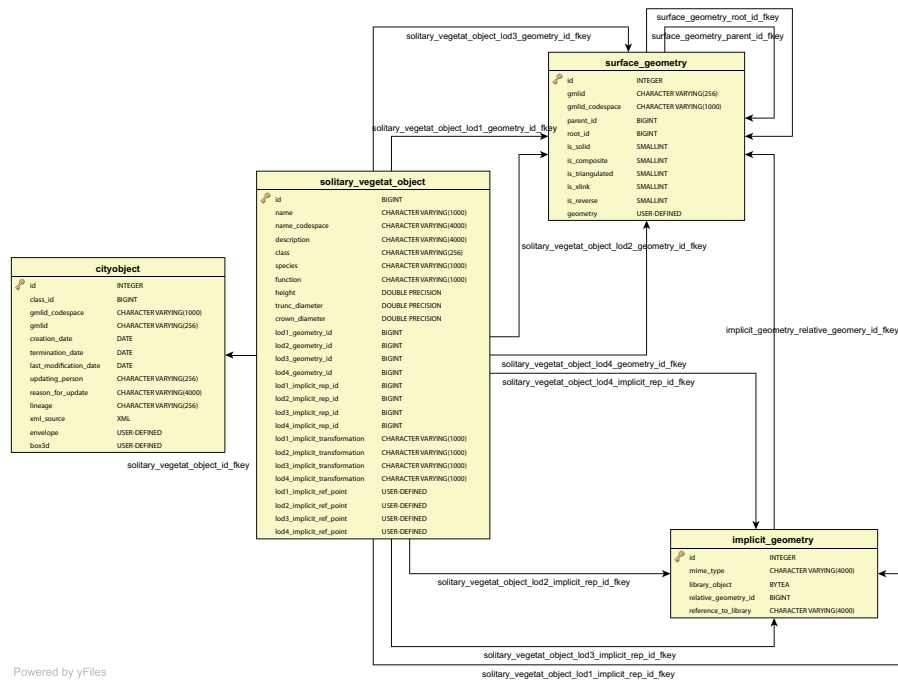 surface_geometry_root_id_fkey
solitary_vegetat_object_lod3_geometry_id_fkey
surface_geometry_parent_id_fkey
surface_geometry
id INTEGER
gmlid CHARACTER VARYING(256)
gmlid_codespace CHARACTER VARYING(1000)
parent_id BIGINT
root_id BIGINT
is_solid SMALLINT
is_composite SMALLINT
is_triangulated SMALLINT
is_xlink SMALLINT
is_reverse SMALLINT
geometry USER-DEFINED
solitary_vegetat_object_lod1_geometry_id_fkey
solitary_vegetat_object
id BIGINT
name CHARACTER VARYING(1000)
name_codespace CHARACTER VARYING(4000)
description CHARACTER VARYING(4000)
class CHARACTER VARYING(256)
species CHARACTER VARYING(1000)
function CHARACTER VARYING(1000)
height DOUBLE PRECISION
trunc_diameter DOUBLE PRECISION
crown_diameter DOUBLE PRECISION
lod1_geometry_id BIGINT
lod2_geometry_id BIGINT
lod3_geometry_id BIGINT
lod4_geometry_id BIGINT
lod1_implicit_rep_id BIGINT
lod2_implicit_rep_id BIGINT
lod3_implicit_rep_id BIGINT
lod4_implicit_rep_id BIGINT
lod1_implicit_transformation CHARACTER VARYING(1000)
lod2_implicit_transformation CHARACTER VARYING(1000)
lod3_implicit_transformation CHARACTER VARYING(1000)
lod4_implicit_transformation CHARACTER VARYING(1000)
lod1_implicit_ref_point USER-DEFINED
lod2_implicit_ref_point USER-DEFINED
lod3_implicit_ref_point USER-DEFINED
lod4_implicit_ref_point USER-DEFINED
solitary_vegetat_object_lod2_geometry_id_fkey
cityobject
id INTEGER
class_id BIGINT
gmlid_codespace CHARACTER VARYING(1000)
gmlid CHARACTER VARYING(256)
creation_date DATE
termination_date DATE
last_modification_date DATE
updating_person CHARACTER VARYING(256)
reason_for_update CHARACTER VARYING(4000)
lineage CHARACTER VARYING(256)
xml_source XML
envelope USER-DEFINED
box3d USER-DEFINED
solitary_vegetat_object_id_fkey
implicit_geometry_relative_geomery_id_fkey
solitary_vegetat_object_lod4_geometry_id_fkey
solitary_vegetat_object_lod4_implicit_rep_id_fkey
implicit_geometry
id INTEGER
mime_type CHARACTER VARYING(4000)
library_object BYTEA
relative_geometry_id BIGINT
reference_to_library CHARACTER VARYING(4000)
solitary_vegetat_object_lod2_implicit_rep_id_fkey
solitary_vegetat_object_lod3_implicit_rep_id_fkey
solitary_vegetat_object_lod1_implicit_rep_id_fkey
Powered by yFiles